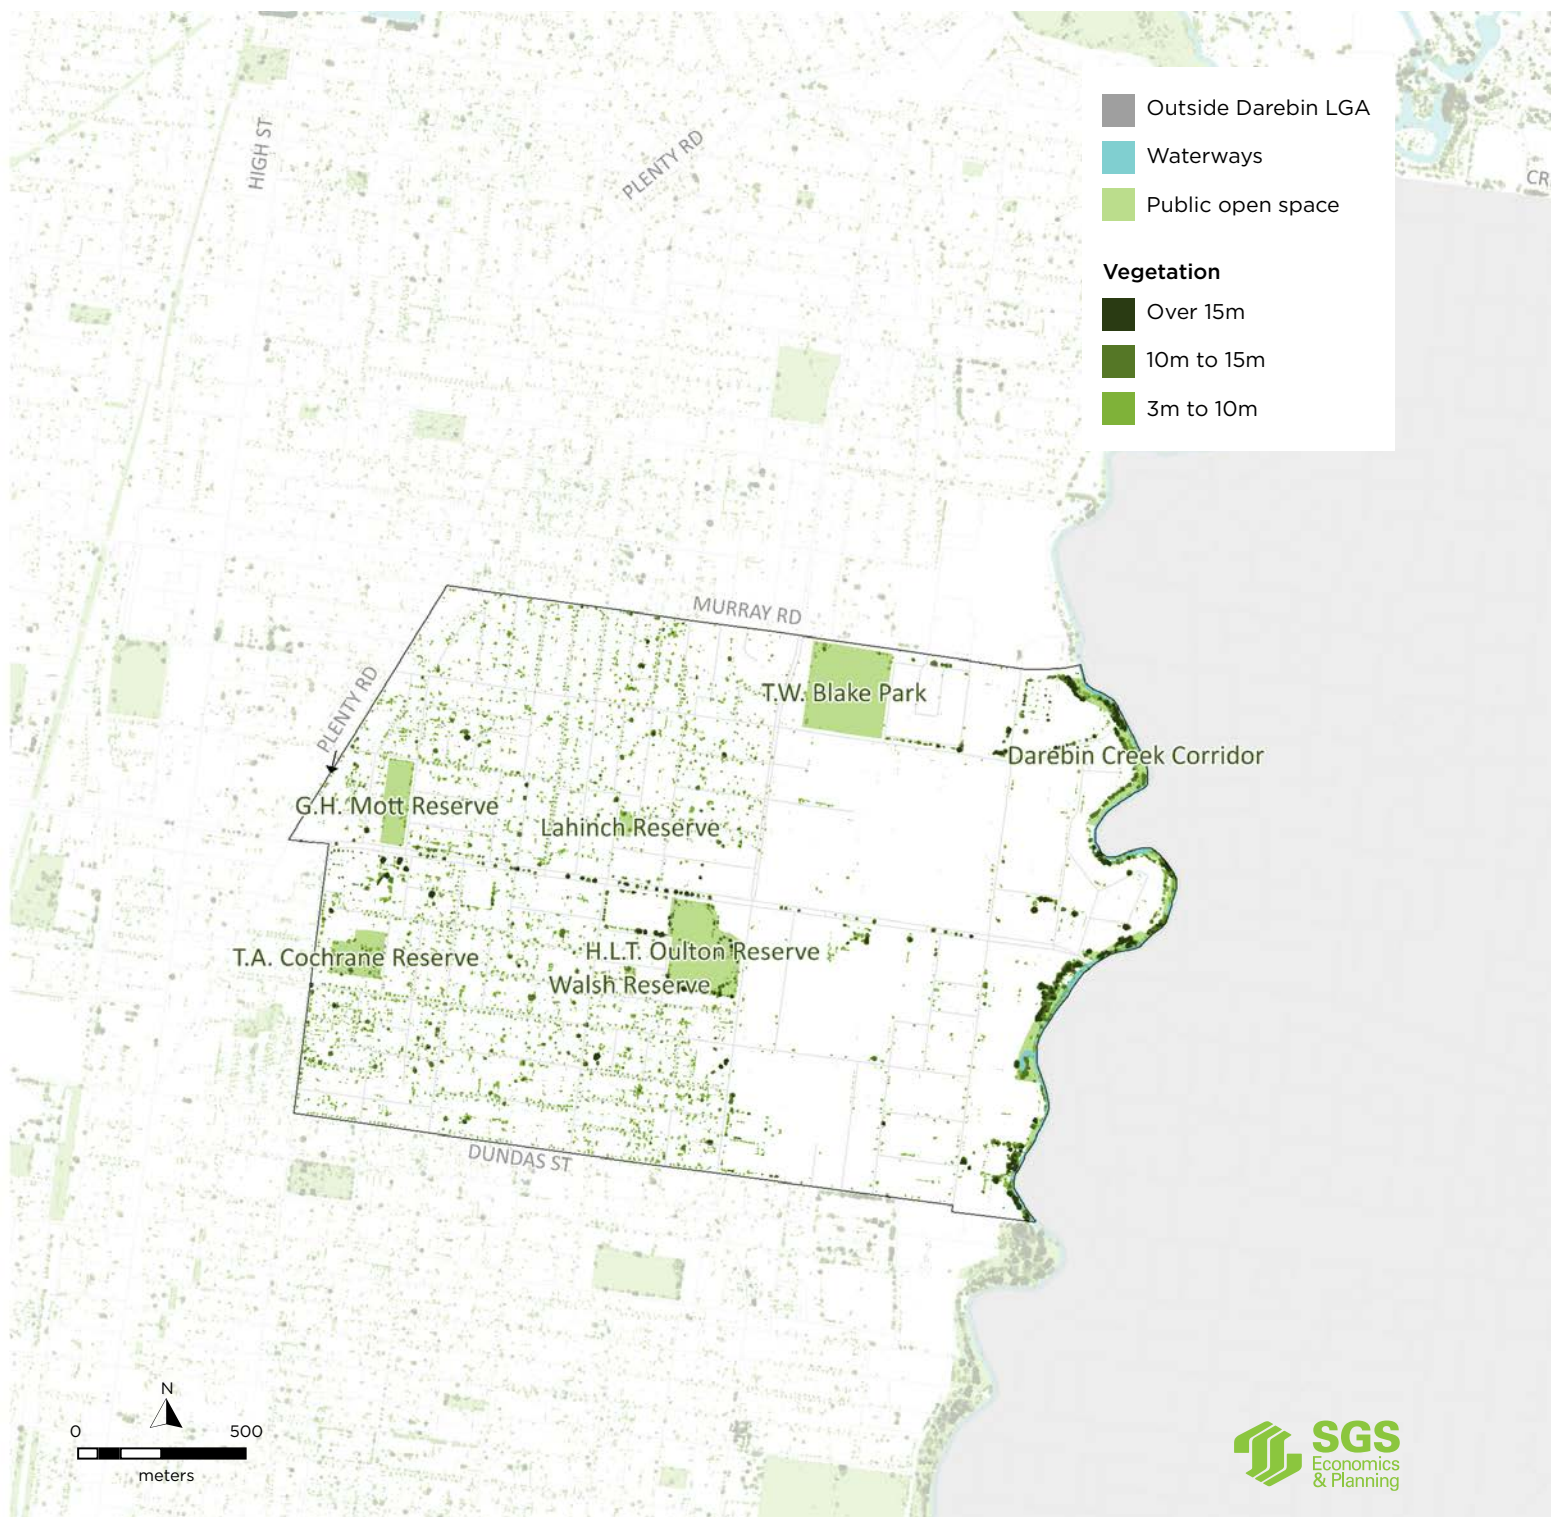 HIGH ST
PLENTY RD
Outside Darebin LGA
Waterways
Public open space
Vegetation
Over 15m
10m to 15m
3m to 10m
CR
MURRAY RD
PLENTY RD
T.W. Blake Park
Darebin Creek Corridor
G.H. Mott Reserve
Lahinch Reserve
T.A. Cochrane Reserve
H.L.T. Oulton Reserve
Walsh Reserve
DUNDAS ST
N
0 500
meters
SGS
Economics
& Planning